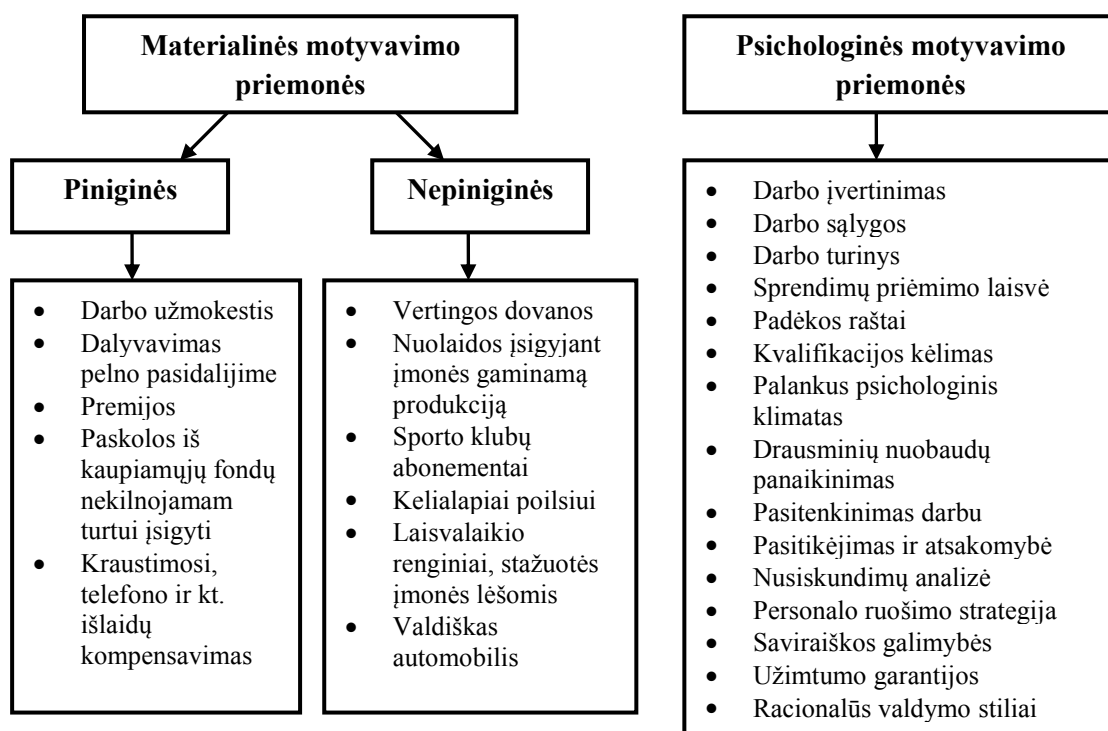 Materialinės motyvavimo
priemonės
Psichologinės motyvavimo
priemonės
Piniginės
Nepiniginės
• Darbo užmokestis
• Dalyvavimas
pelno pasidalijime
• Premijos
• Paskolos iš
kaupiamųjų fondų
nekilnojamam
turtui įsigyti
• Kraustimosi,
telefono ir kt.
išlaidų
kompensavimas
• Vertingos dovanos
• Nuolaidos įsigyjant
įmonės gaminamą
produkciją
• Sporto klubų
abonementai
• Kelialapiai poilsiui
• Laisvalaikio
renginiai, stažuotės
įmonės lėšomis
• Valdiškas
automobilis
• Darbo įvertinimas
• Darbo sąlygos
• Darbo turinys
• Sprendimų priėmimo laisvė
• Padėkos raštai
• Kvalifikacijos kėlimas
• Palankus psichologinis
klimatas
• Drausminių nuobaudų
panaikinimas
• Pasitenkinimas darbu
• Pasitikėjimas ir atsakomybė
• Nusiskundimų analizė
• Personalo ruošimo strategija
• Saviraiškos galimybės
• Užimtumo garantijos
• Racionalūs valdymo stiliai